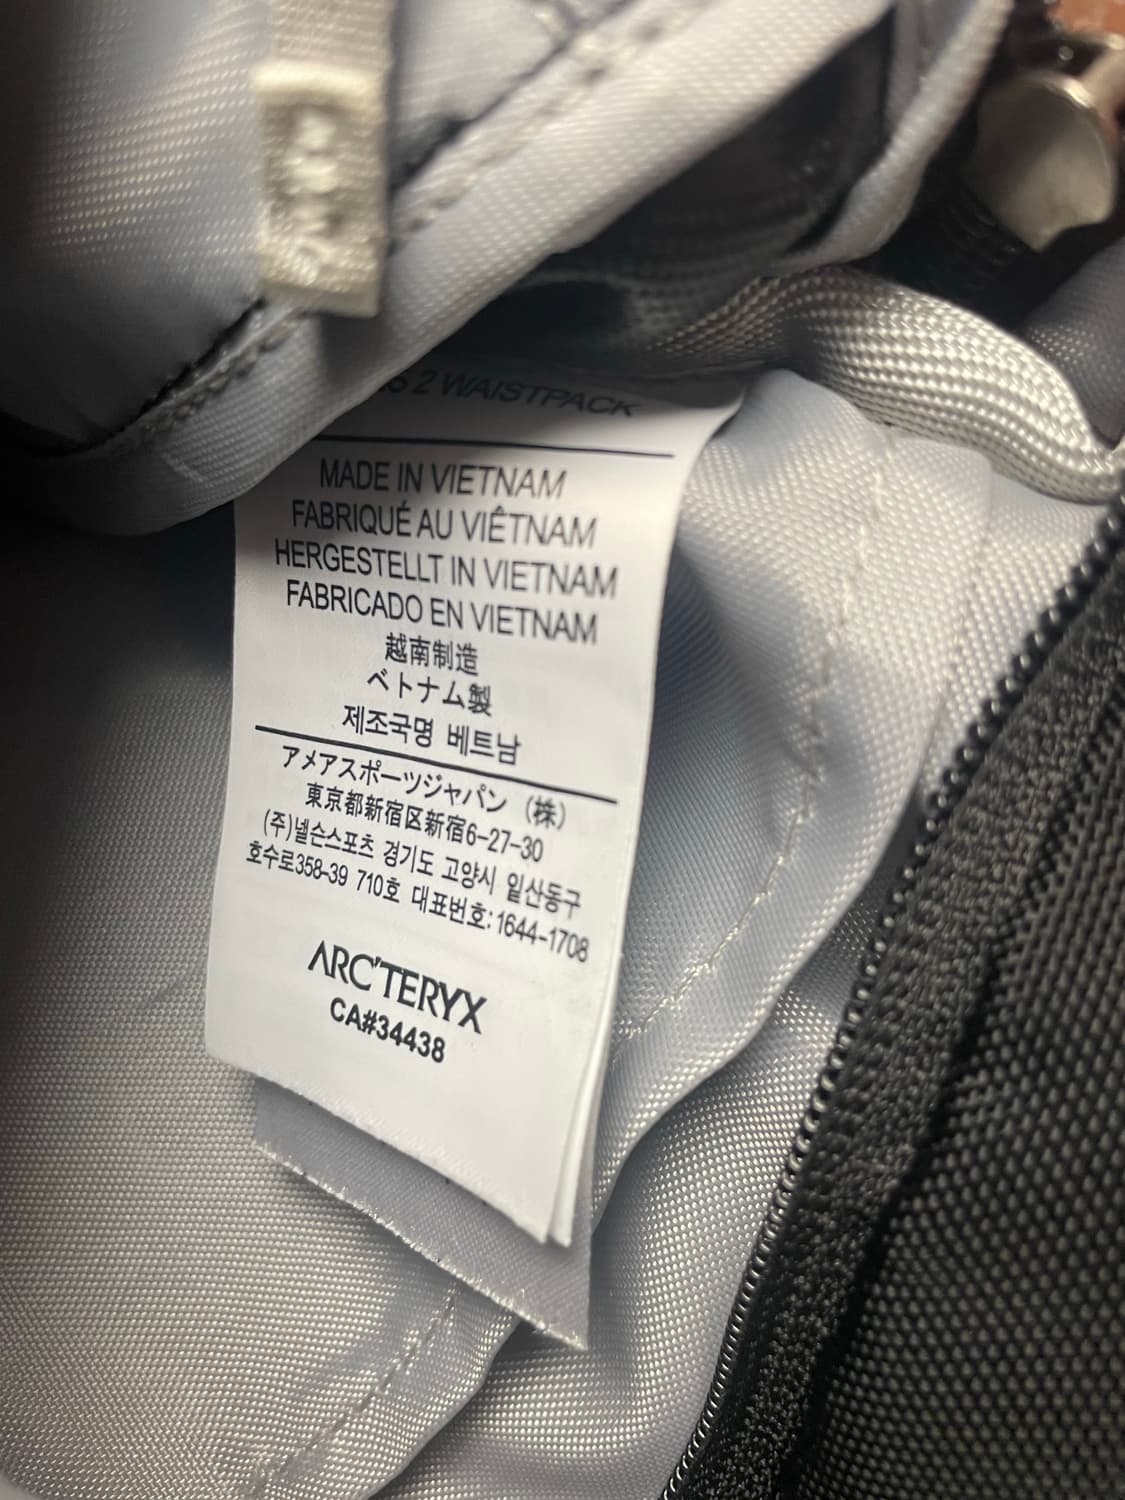 2 WAISTPACK
MADE IN VIETNAM
FABRIQUÉ AU VIÊTNAM
HERGESTELLT IN VIETNAM
FABRICADO EN VIETNAM
越南制造
ベトナム製
제조국명 베트남
アメアスポーツジャパン（株）
東京都新宿区新宿6-27-30
(주)넬슨스포츠 경기도 고양시 일산동구
호수로358-39 710호 대표번호:1644-1708
ARC'TERYX
CA#34438